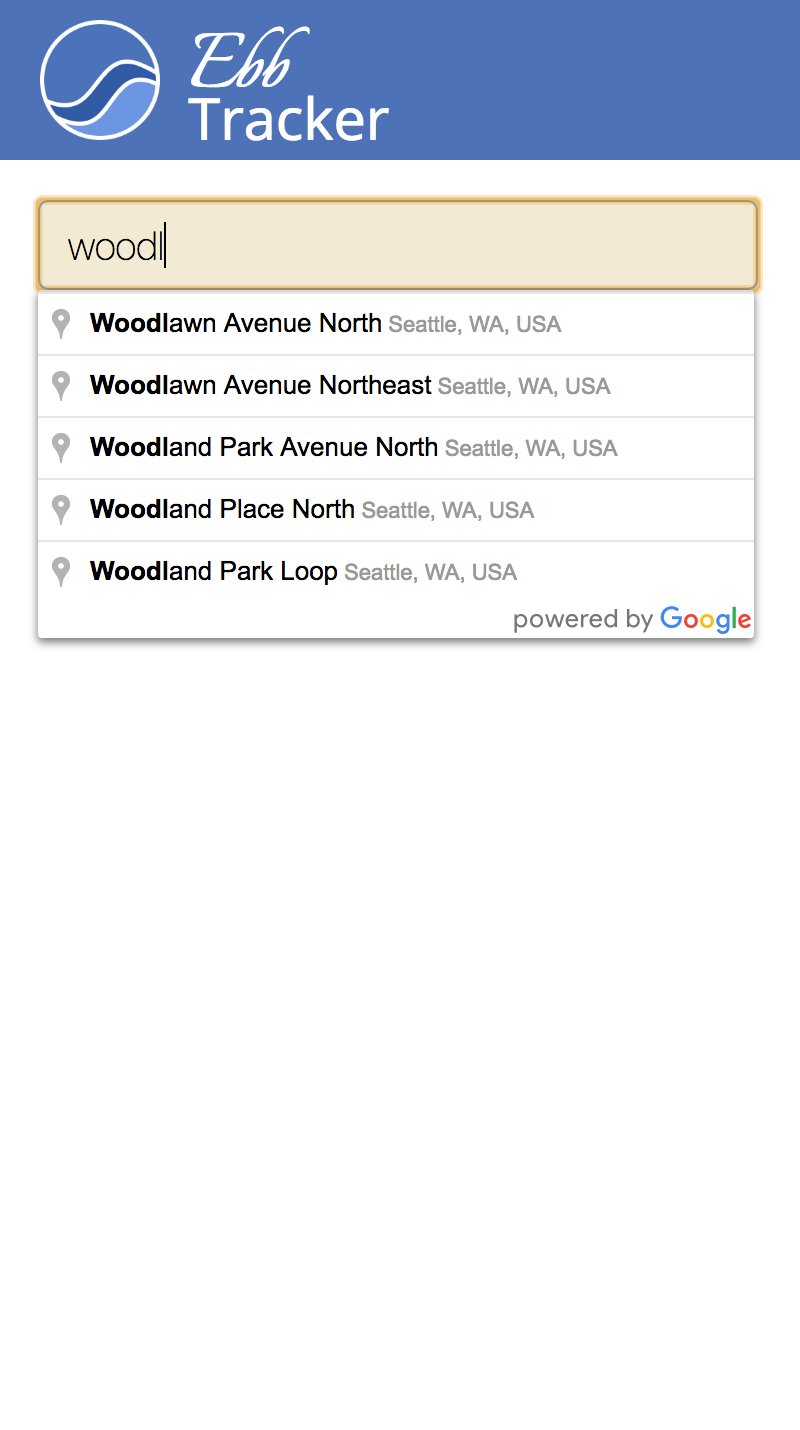 Ebb
Tracker
woodl
Woodlawn Avenue North Seattle, WA, USA
Woodlawn Avenue Northeast Seattle, WA, USA
Woodland Park Avenue North Seattle, WA, USA
Woodland Place North Seattle, WA, USA
Woodland Park Loop Seattle, WA, USA
powered by Google